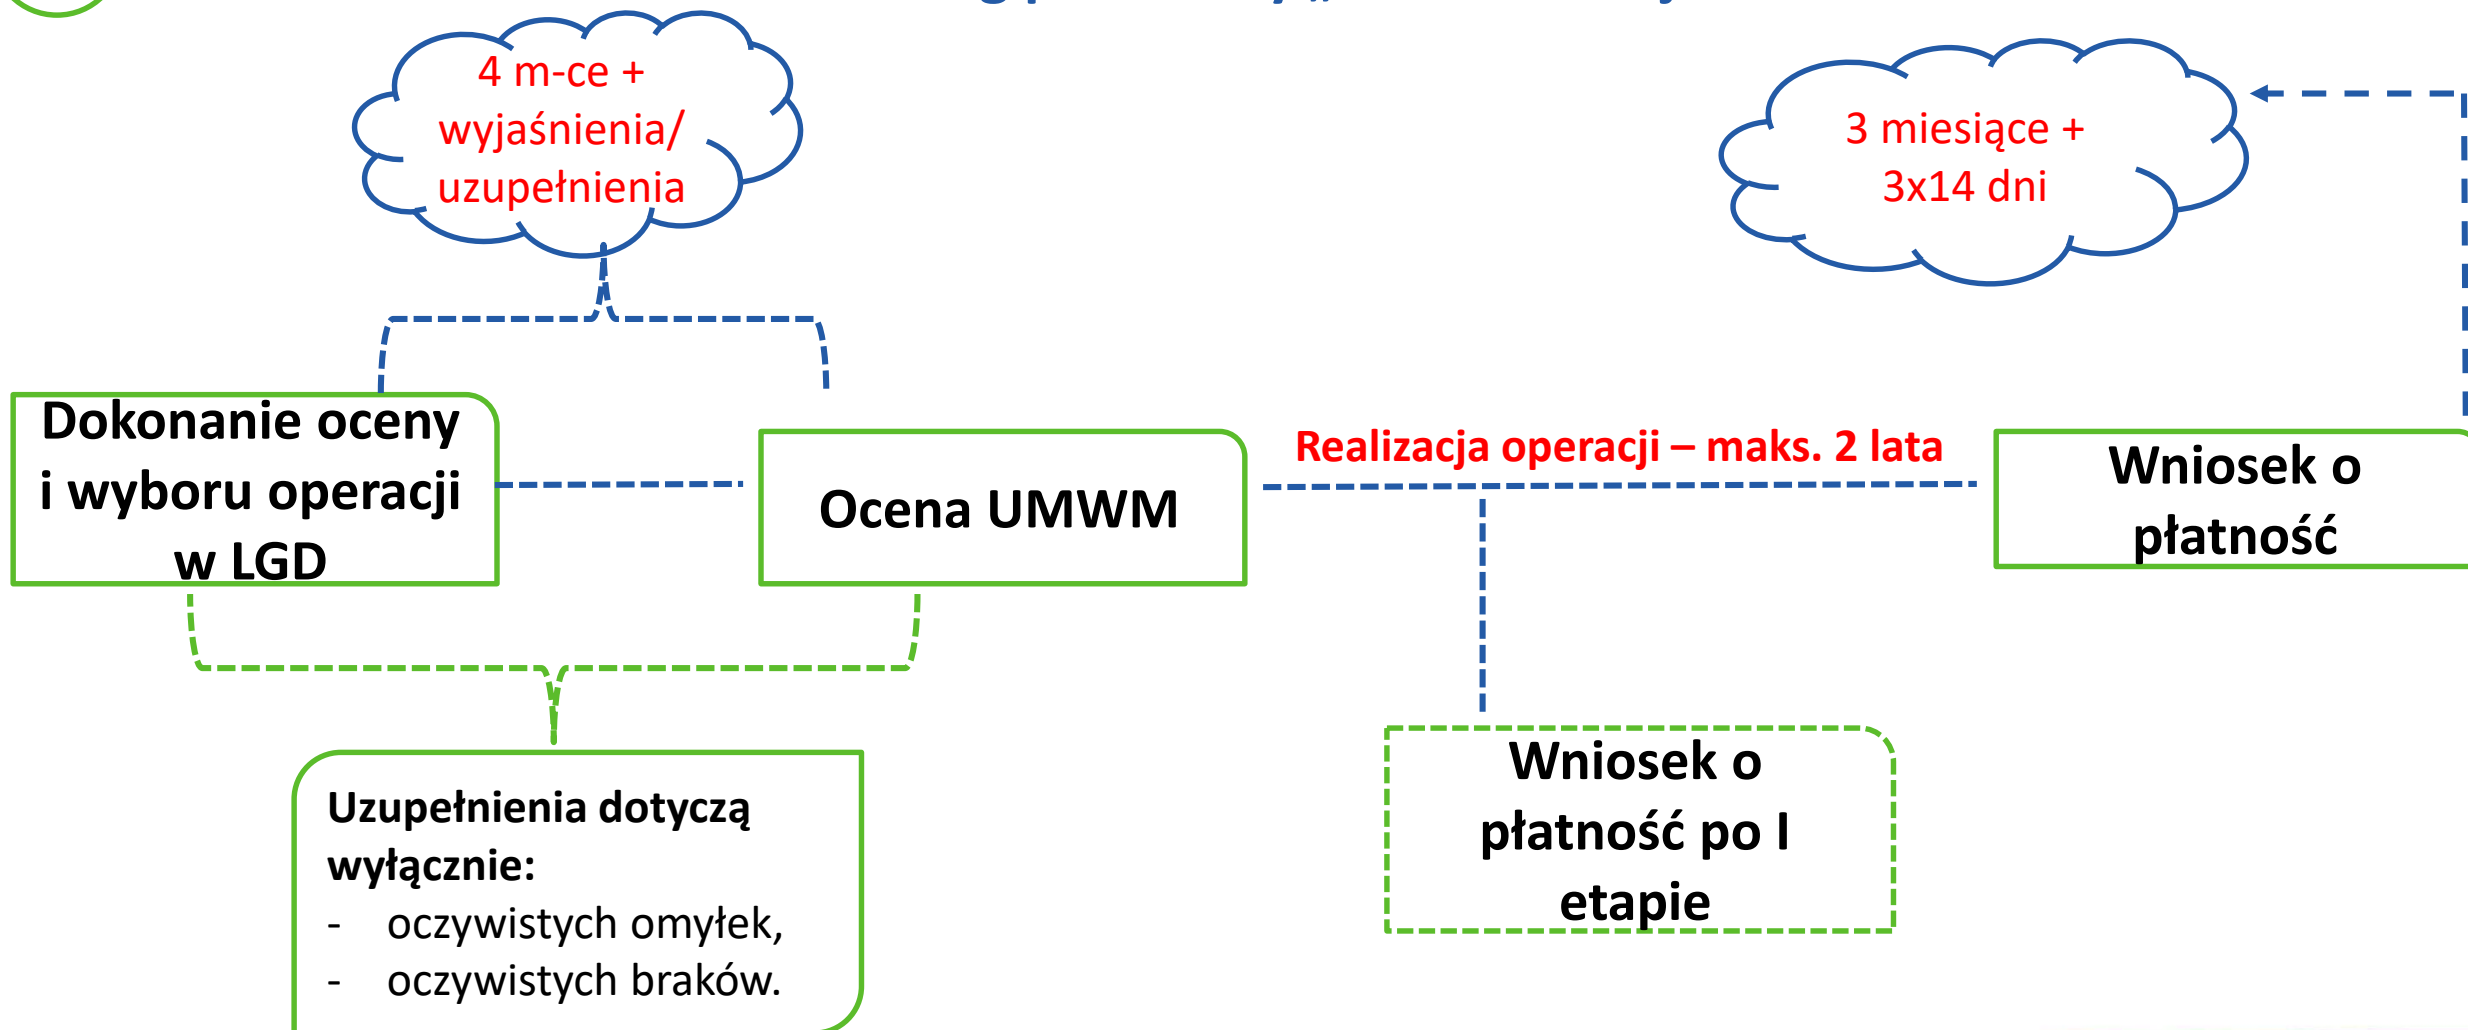 4 m-ce +
wyjaśnienia/
uzupełnienia
3 miesiące +
3x14 dni
Dokonanie oceny
i wyboru operacji
w LGD
Ocena UMWM
Realizacja operacji – maks. 2 lata
Wniosek o
płatność
Wniosek o
płatność po I
etapie
Uzupełnienia dotyczą
wyłącznie:
- oczywistych omyłek,
- oczywistych braków.